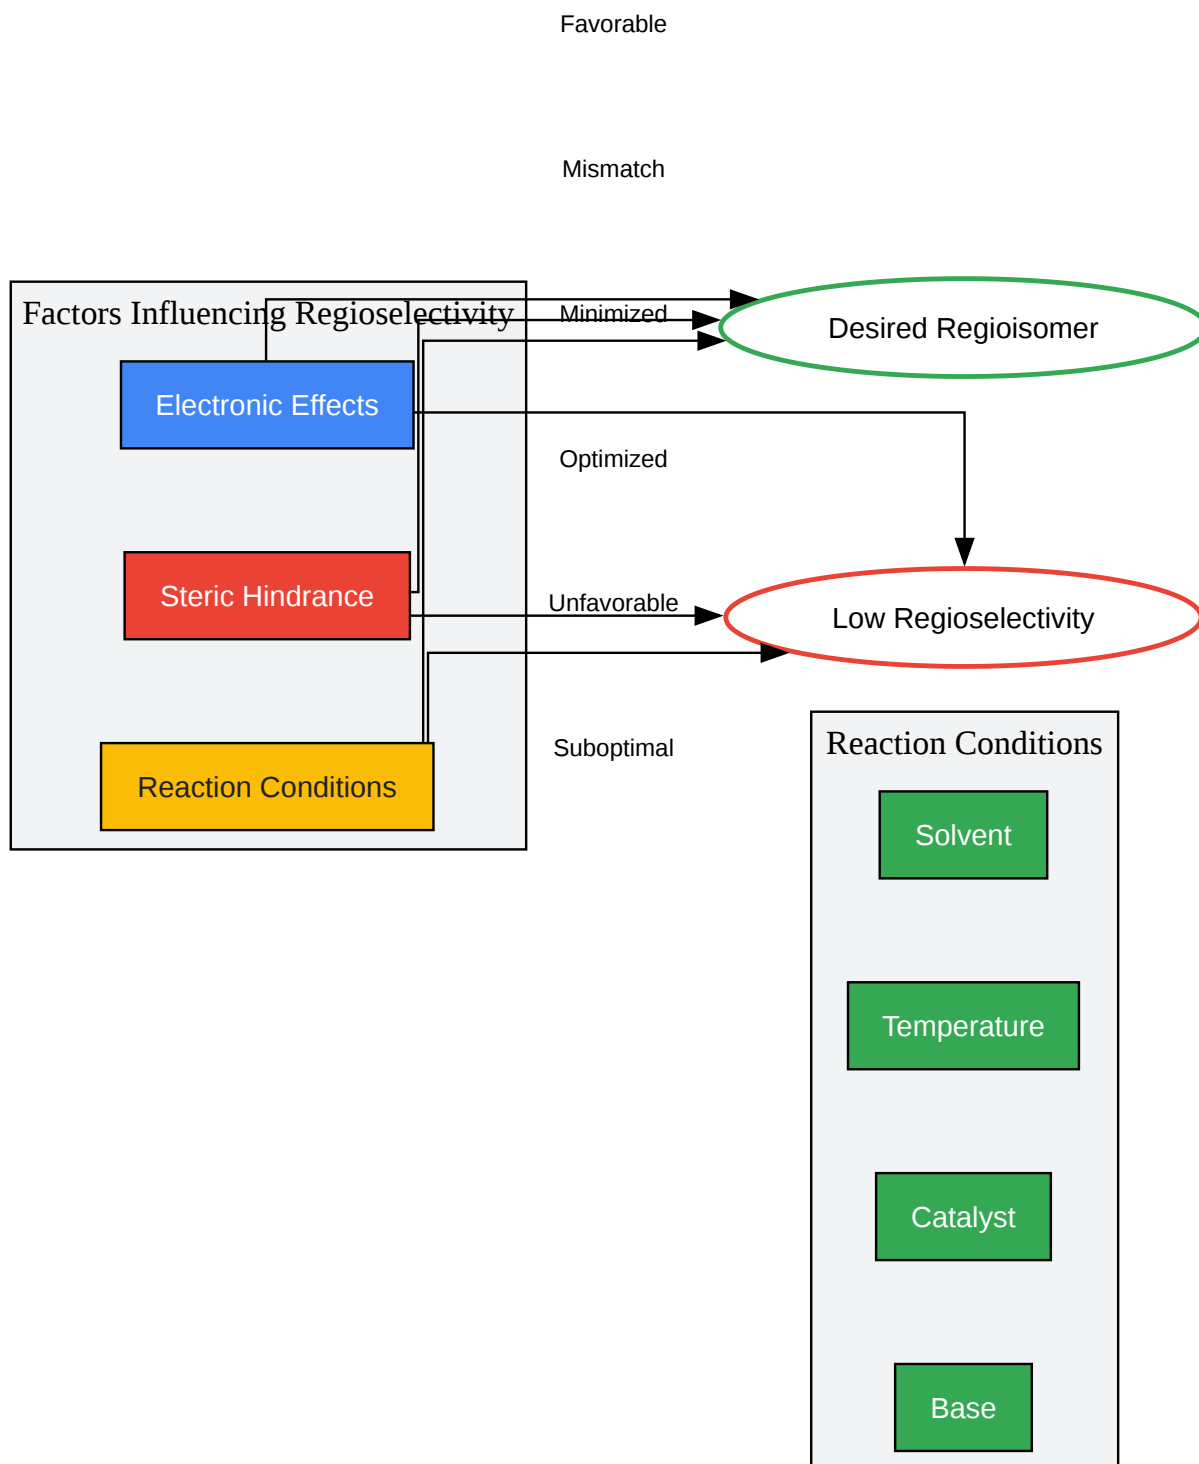 Favorable
Mismatch
Factors Influencing Regioselectivity
Minimized
Desired Regioisomer
Electronic Effects
Optimized
Steric Hindrance
Unfavorable
Low Regioselectivity
Reaction Conditions
Suboptimal
Reaction Conditions
Solvent
Temperature
Catalyst
Base